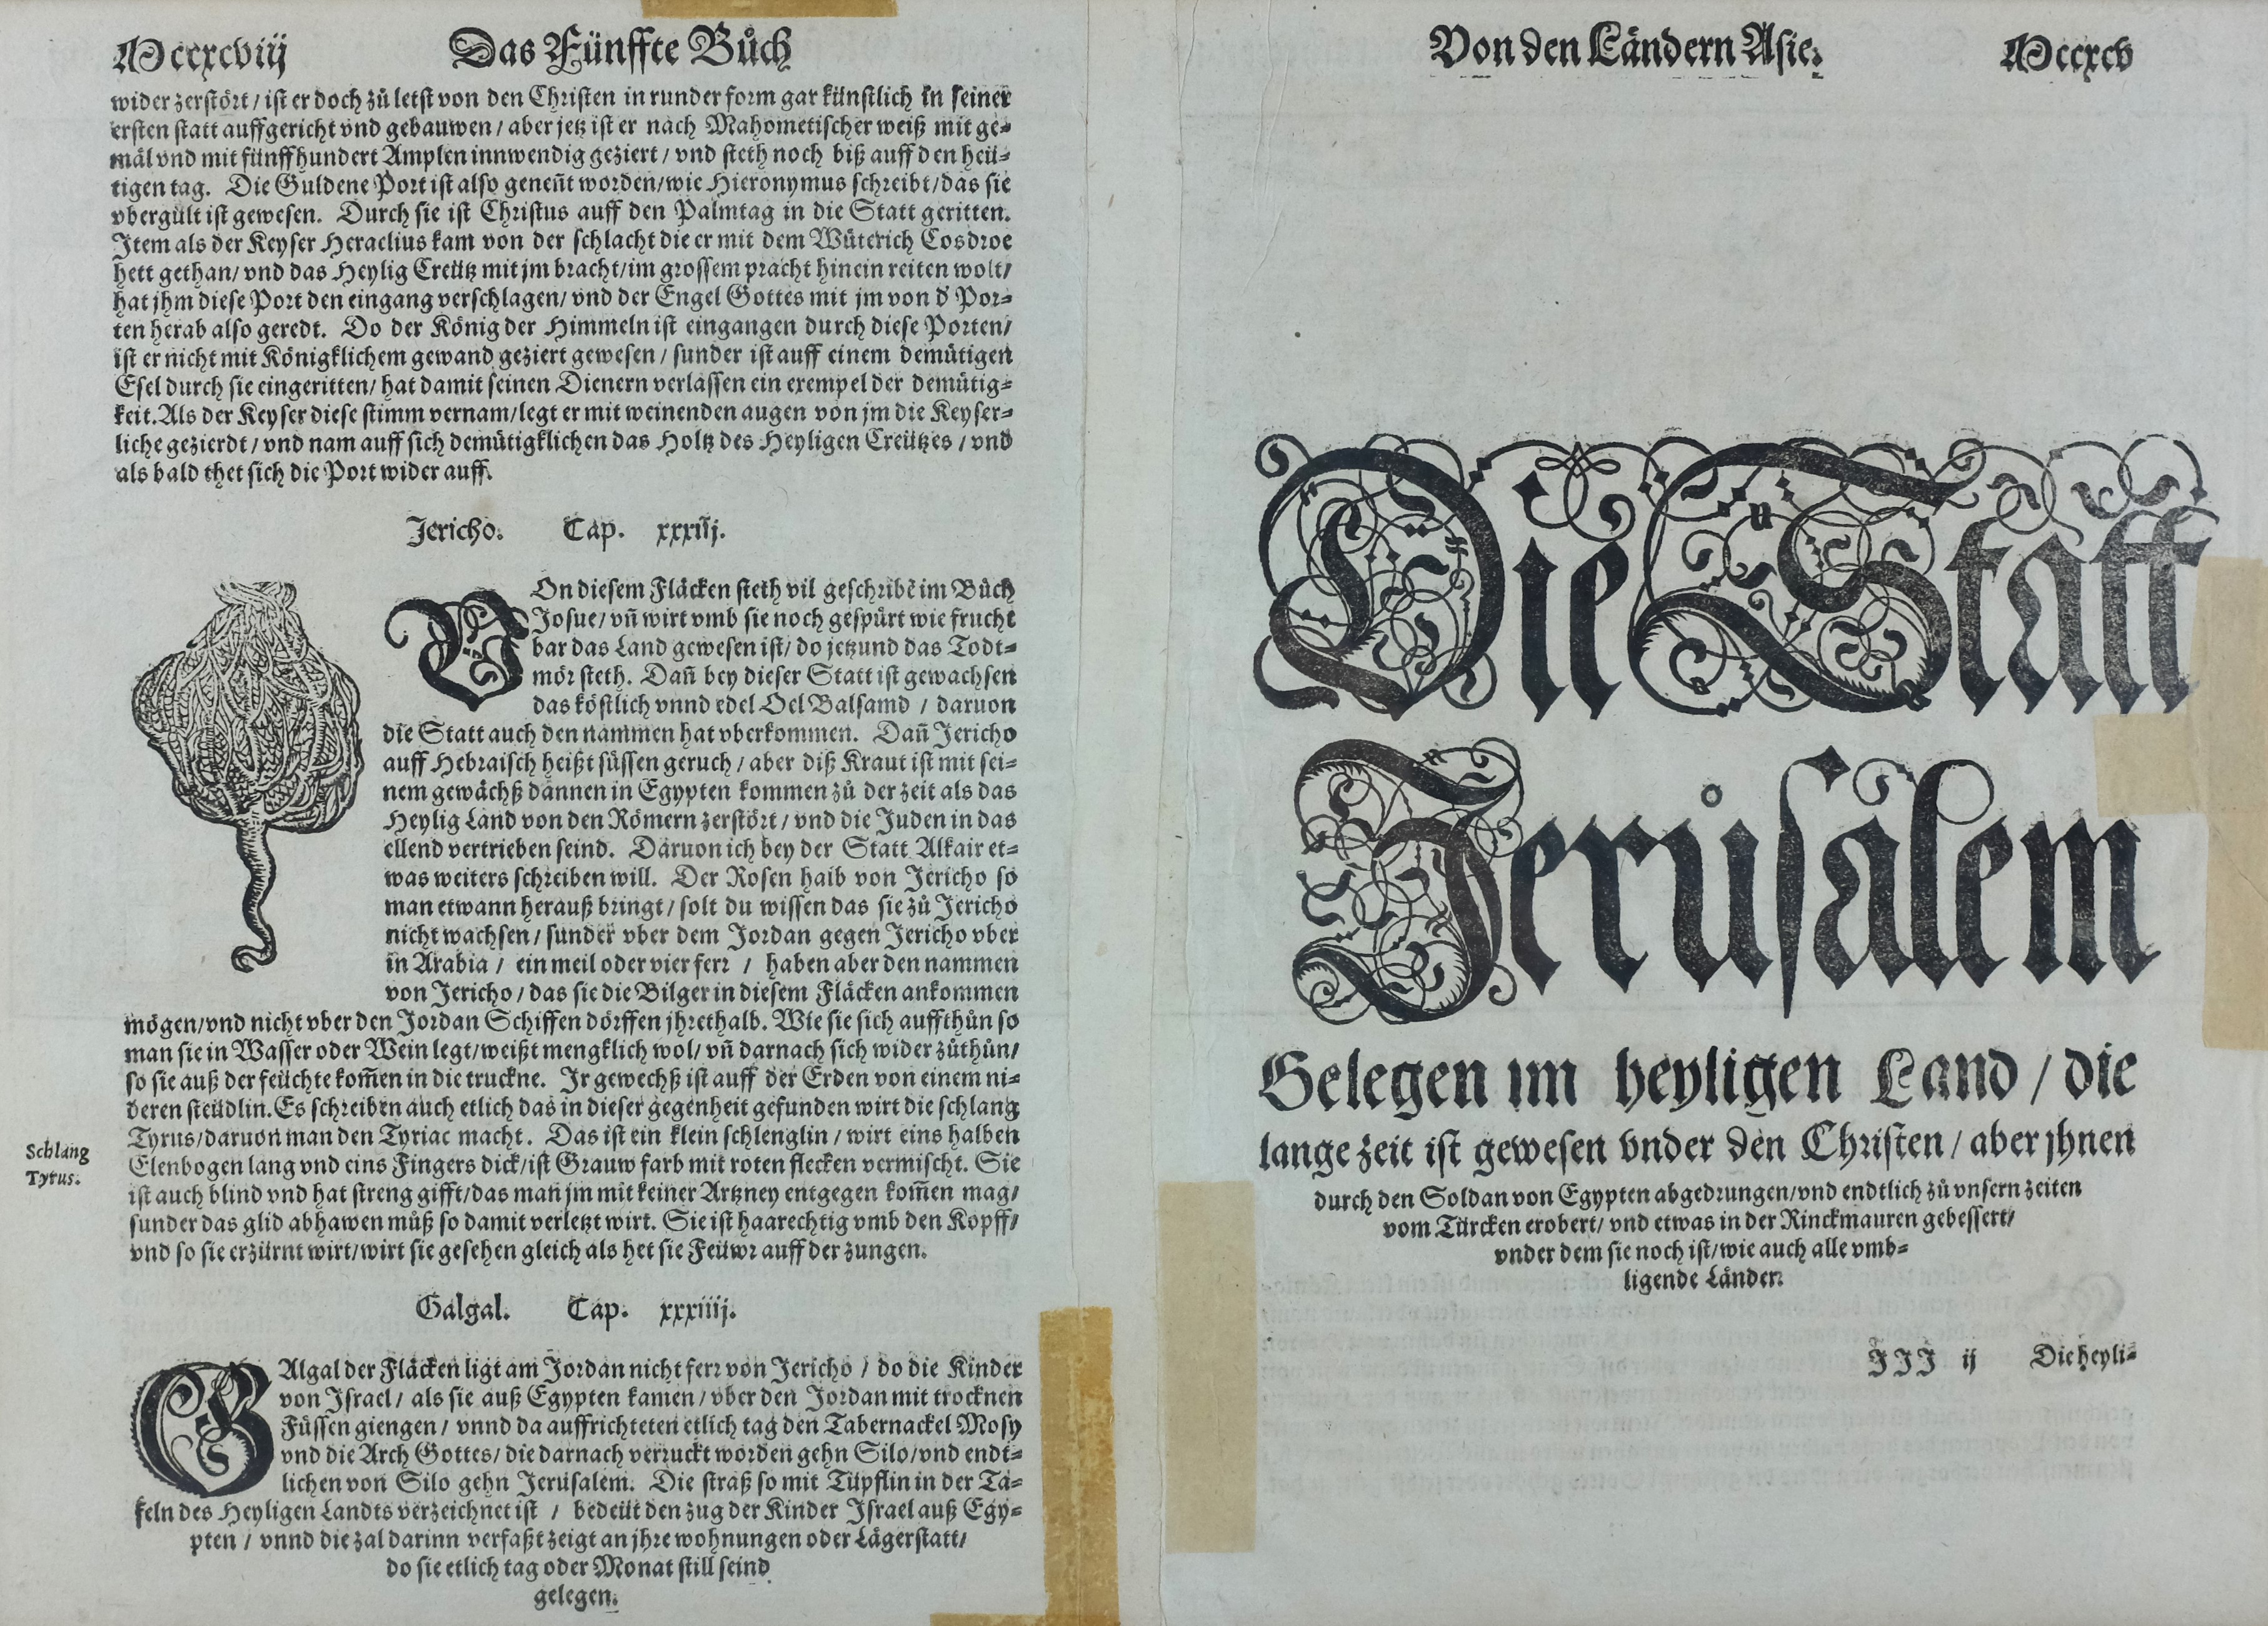 Mccxcviij
Das Fünffte Bůch
wider zerstört / ist er doch zů letst von den Christen in runder form gar künstlich in seiner
ersten statt auffgericht vnd gebauwen / aber jetz ist er nach Mahometischer weiß mit ge=
mäl vnd mit fünffhundert Amplen innwendig geziert / vnd steth noch biß auff den heü=
tigen tag. Die Guldene Port ist also geneñt worden/wie Hieronymus schreibt/das sie
vbergült ist gewesen. Durch sie ist Christus auff den Palmtag in die Statt geritten.
Item als der Keyser Heraclius kam von der schlacht die er mit dem Wüterich Cosdroe
hett gethan/ vnd das Heylig Creütz mit jm bracht/im grossem pracht hinein reiten wolt/
hat jhm diese Port den eingang verschlagen/ vnd der Engel Gottes mit jm von d' Por=
ten herab also geredt. Do der König der Himmeln ist eingangen durch diese Porten/
ist er nicht mit Königklichem gewand geziert gewesen / sunder ist auff einem demütigen
Esel durch sie eingeritten/ hat damit seinen Dienern verlassen ein exempel der demütig=
keit. Als der Keyser diese stimm vernam/legt er mit weinenden augen von jm die Keyser=
liche gezierdt / vnd nam auff sich demütigklichen das Holtz des Heyligen Creützes / vnd
als bald thet sich die Port wider auff.
Jericho. Cap. xxxiij.
VOn diesem Fläcken steth vil geschribẽ im Bůch
Josue/ vñ wirt vmb sie noch gespürt wie frucht
bar das Land gewesen ist/ do jetzund das Todt=
mör steth. Dañ bey dieser Statt ist gewachsen
das köstlich vnnd edel Oel Balsamd / daruon
die Statt auch den nammen hat vberkommen. Dañ Jericho
auff Hebraisch heißt süssen geruch / aber diß Kraut ist mit sei=
nem gewächß dannen in Egypten kommen zů der zeit als das
Heylig Land von den Römern zerstört / vnd die Juden in das
ellend vertrieben seind. Daruon ich bey der Statt Alkair et=
was weiters schreiben will. Der Rosen halb von Jericho so
man etwann herauß bringt / solt du wissen das sie zů Jericho
nicht wachsen / sunder vber dem Jordan gegen Jericho vber
in Arabia / ein meil oder vier ferr / haben aber den nammen
von Jericho / das sie die Bilger in diesem Fläcken ankommen
mögen/vnd nicht vber den Jordan Schiffen dörffen jhrethalb. Wie sie sich auffthůn so
man sie in Wasser oder Wein legt/weißt mengklich wol/ vñ darnach sich wider zůthůn/
so sie auß der feüchte kom̃en in die truckne. Ir gewechß ist auff der Erden von einem ni=
deren steüdlin. Es schreiben auch etlich das in dieser gegenheit gefunden wirt die schlang
Tyrus/daruon man den Tyriac macht. Das ist ein klein schlenglin / wirt eins halben
Schlang
Tyrus.
Elenbogen lang vnd eins Fingers dick/ist Grauw farb mit roten flecken vermischt. Sie
ist auch blind vnd hat streng gifft/das man jm mit keiner Artzney entgegen kom̃en mag/
sunder das glid abhawen můß so damit verletzt wirt. Sie ist haarechtig vmb den Kopff/
vnd so sie erzürnt wirt/wirt sie gesehen gleich als het sie Feüwr auff der zungen.
Galgal. Cap. xxxiiij.
GAlgal der Fläcken ligt am Jordan nicht ferr von Jericho / do die Kinder
von Israel / als sie auß Egypten kamen / vber den Jordan mit trocknen
Füssen giengen / vnnd da auffrichteten etlich tag den Tabernackel Mosy
vnd die Arch Gottes/ die darnach verruckt worden gehn Silo/vnd endt=
lichen von Silo gehn Jerusalem. Die straß so mit Tüpflin in der Ta=
feln des Heyligen Landts verzeichnet ist / bedeüt den zug der Kinder Israel auß Egy=
pten / vnnd die zal darinn verfaßt zeigt an jhre wohnungen oder Lägerstatt/
do sie etlich tag oder Monat still seind
gelegen.
Von den Ländern Asie.
Mccxcv
Die Statt
Jerůsalem
Gelegen im heyligen Land / die
lange zeit ist gewesen vnder den Christen / aber jhnen
durch den Soldan von Egypten abgedrungen/vnd endtlich zů vnsern zeiten
vom Türcken erobert/ vnd etwas in der Rinckmauren gebessert/
vnder dem sie noch ist/wie auch alle vmb=
ligende Länder.
JJJ ij
Die heyli=